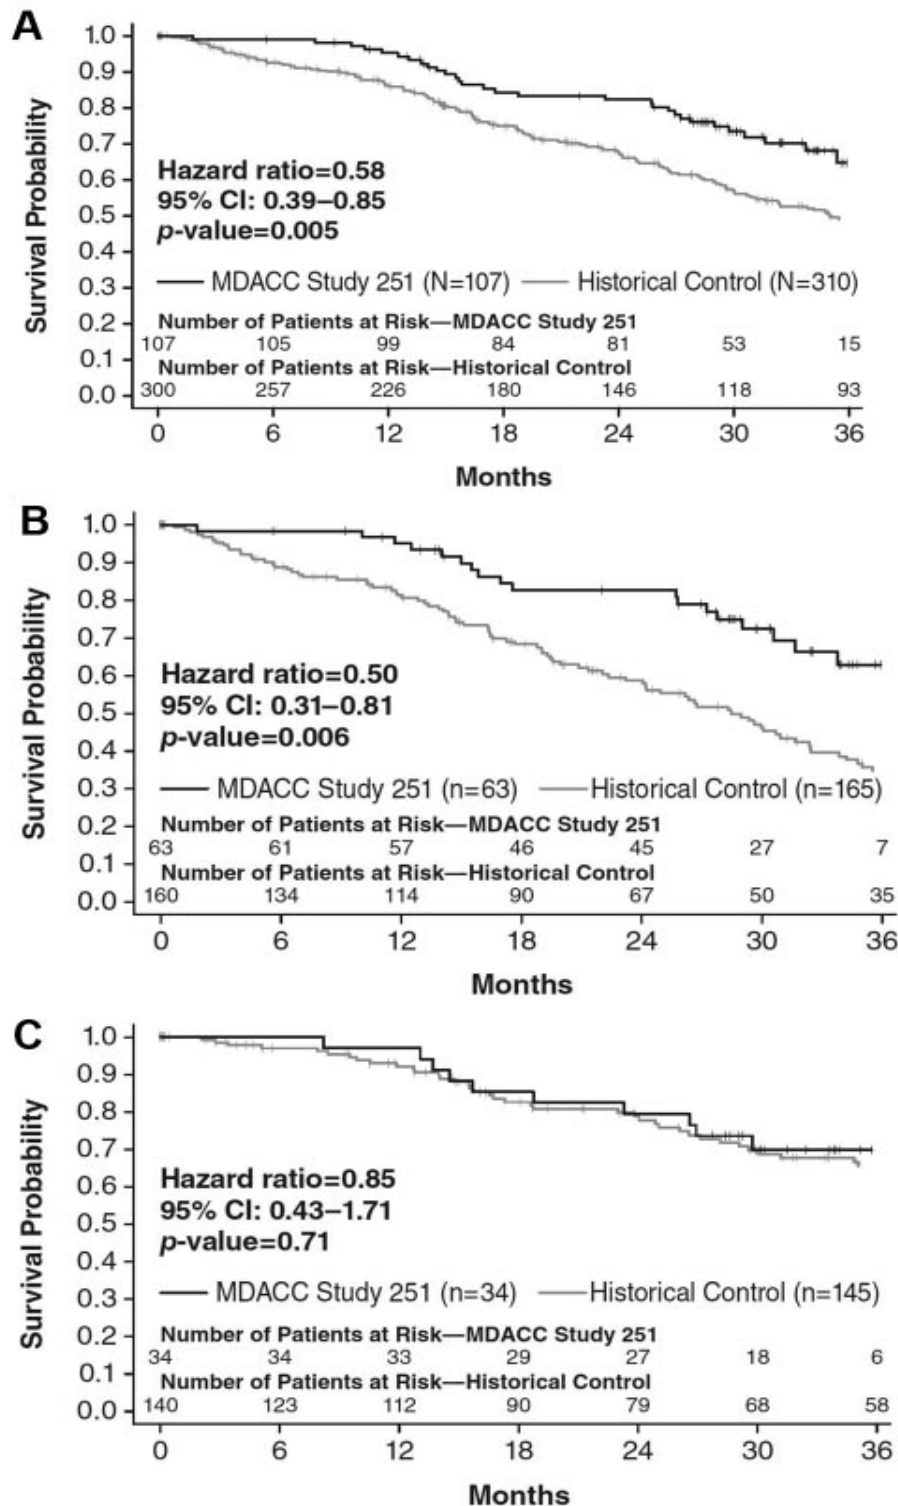 A
1.0
0.9
0.8
0.7
0.6
0.5
0.4
0.3
0.2
0.1
0.0
Survival Probability
Hazard ratio=0.58
95% CI: 0.39–0.85
p-value=0.005
MDACC Study 251 (N=107) Historical Control (N=310)
Number of Patients at Risk—MDACC Study 251
107 105 99 84 81 53 15
Number of Patients at Risk—Historical Control
300 257 226 180 146 118 93
0 6 12 18 24 30 36
Months
B
1.0
0.9
0.8
0.7
0.6
0.5
0.4
0.3
0.2
0.1
0.0
Survival Probability
Hazard ratio=0.50
95% CI: 0.31–0.81
p-value=0.006
MDACC Study 251 (n=63) Historical Control (n=165)
Number of Patients at Risk—MDACC Study 251
63 61 57 46 45 27 7
Number of Patients at Risk—Historical Control
160 134 114 90 67 50 35
0 6 12 18 24 30 36
Months
C
1.0
0.9
0.8
0.7
0.6
0.5
0.4
0.3
0.2
0.1
0.0
Survival Probability
Hazard ratio=0.85
95% CI: 0.43–1.71
p-value=0.71
MDACC Study 251 (n=34) Historical Control (n=145)
Number of Patients at Risk—MDACC Study 251
34 34 33 29 27 18 6
Number of Patients at Risk—Historical Control
140 123 112 90 79 68 58
0 6 12 18 24 30 36
Months